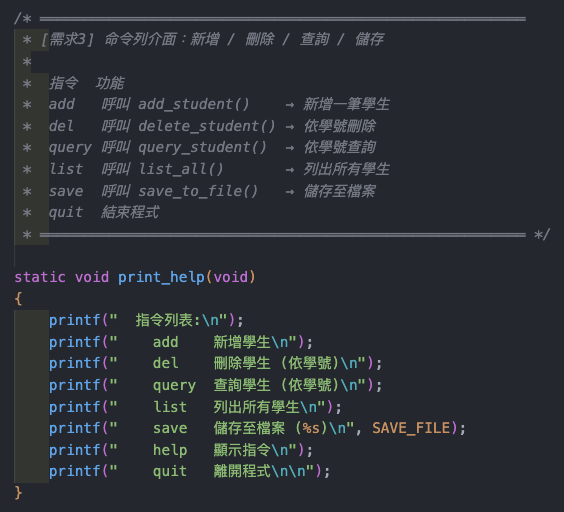 /* ══════════════════════════════════════════════════════
 * [需求3] 命令列介面：新增 / 刪除 / 查詢 / 儲存
 *
 *  指令  功能
 *  add   呼叫 add_student()    → 新增一筆學生
 *  del   呼叫 delete_student() → 依學號刪除
 *  query 呼叫 query_student()  → 依學號查詢
 *  list  呼叫 list_all()       → 列出所有學生
 *  save  呼叫 save_to_file()   → 儲存至檔案
 *  quit  結束程式
 * ══════════════════════════════════════════════════════ */
static void print_help(void)
{
    printf("  指令列表:\n");
    printf("    add    新增學生\n");
    printf("    del    刪除學生 (依學號)\n");
    printf("    query  查詢學生 (依學號)\n");
    printf("    list   列出所有學生\n");
    printf("    save   儲存至檔案 (%s)\n", SAVE_FILE);
    printf("    help   顯示指令\n");
    printf("    quit   離開程式\n\n");
}